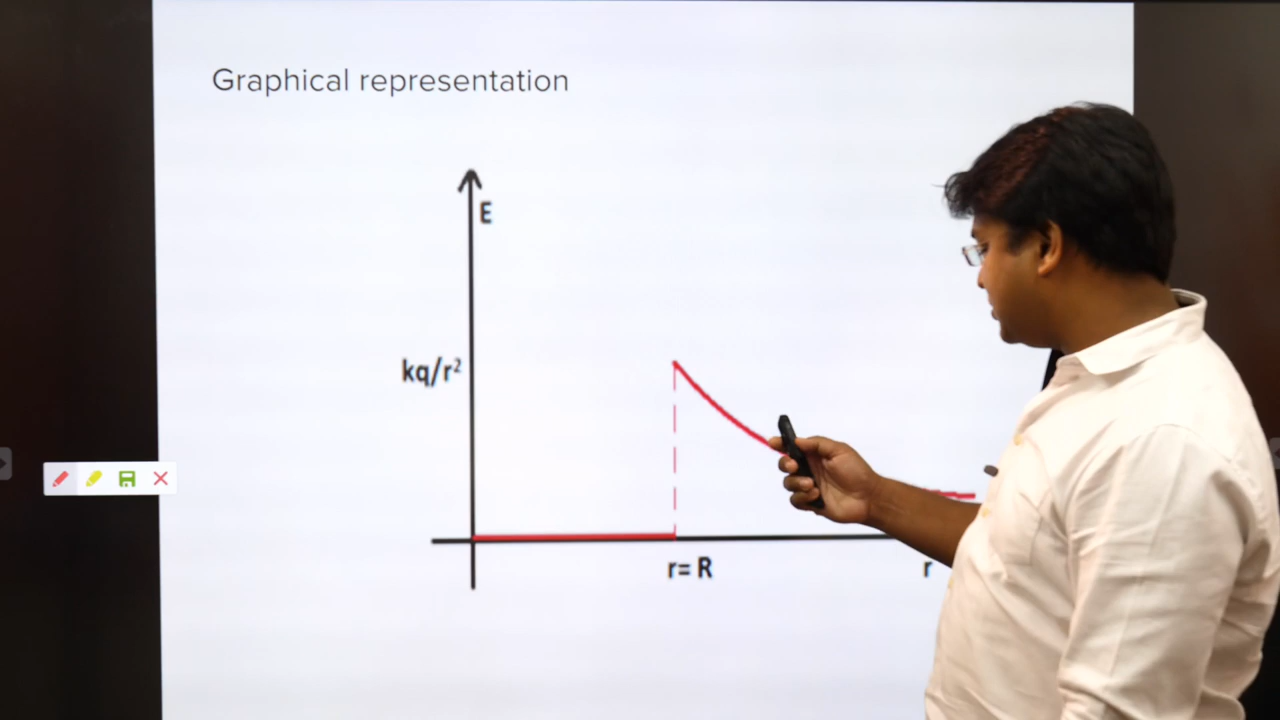 Graphical representation
E
kq/r²
r= R
r